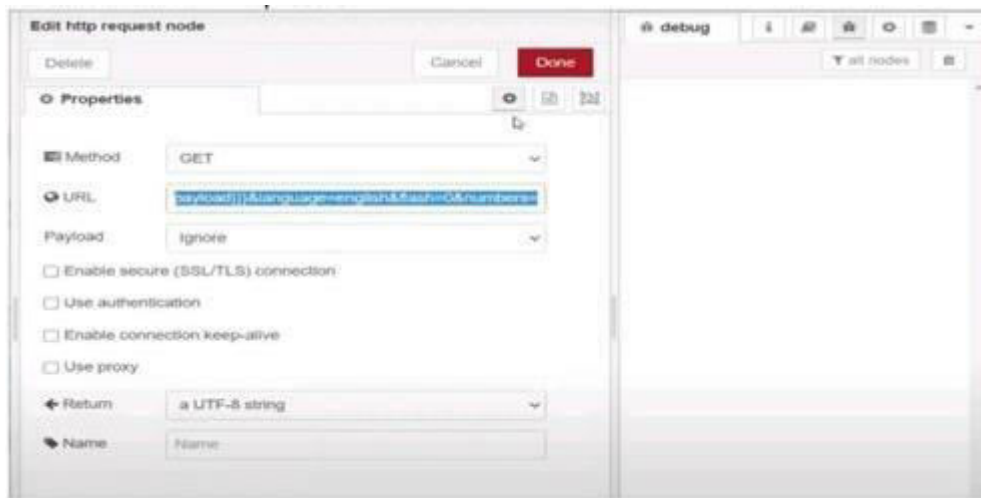 Edit http request node
debug
i
all nodes
Delete
Cancel
Done
Properties
Method
GET
URL
payload}}}&language=english&flash=0&numbers=
Payload
Ignore
Enable secure (SSL/TLS) connection
Use authentication
Enable connection keep-alive
Use proxy
Return
a UTF-8 string
Name
Name